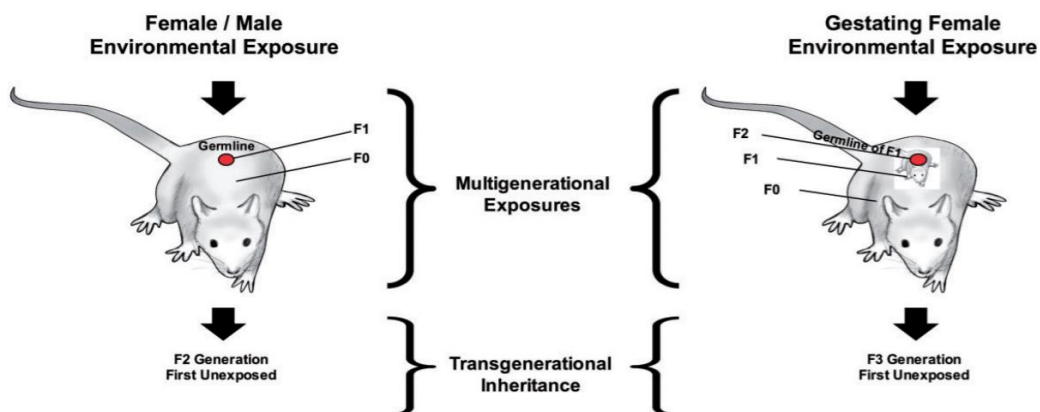 Female / Male
Environmental Exposure
Germline
F1
F0
F2 Generation
First Unexposed
Multigenerational
Exposures
Transgenerational
Inheritance
Gestating Female
Environmental Exposure
F2
Germline of F1
F1
F0
F3 Generation
First Unexposed